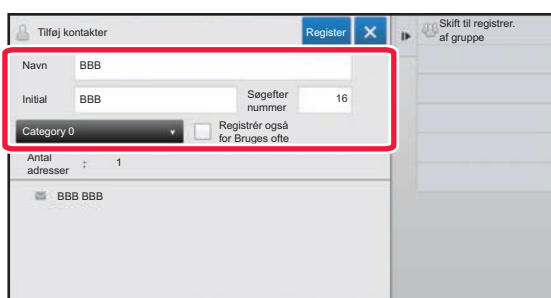 Tilføj kontakter
Register
Skift til registrer.
af gruppe
Navn
BBB
Initial
BBB
Søgefter
nummer
16
Category 0
Registrér også
for Bruges ofte
Antal
adresser
:
1
BBB BBB